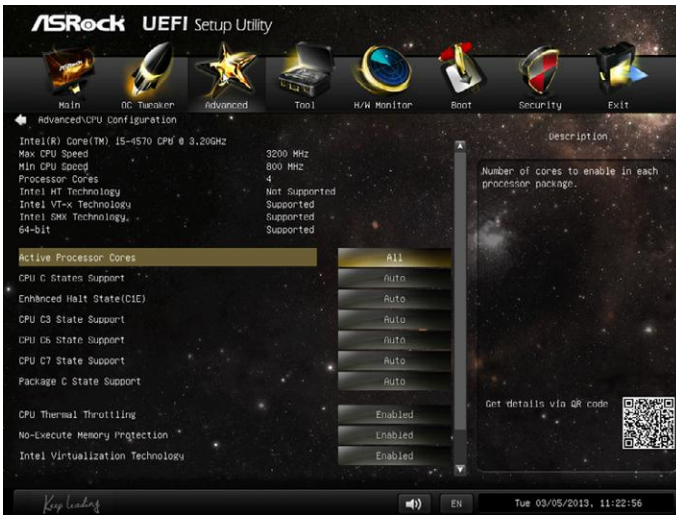 ASRock UEFI Setup Utility
Main OC Tweaker Advanced Tool H/W Monitor Boot Security Exit
Advanced\CPU Configuration
Description
Intel(R) Core(TM) i5-4570 CPU @ 3.20GHz
Max CPU Speed 3200 MHz
Min CPU Speed 800 MHz
Processor Cores 4
Intel HT Technology Not Supported
Intel VT-x Technology Supported
Intel SMX Technology Supported
64-bit Supported
Number of cores to enable in each
processor package.
Active Processor Cores All
CPU C States Support Auto
Enhanced Halt State(C1E) Auto
CPU C3 State Support Auto
CPU C6 State Support Auto
CPU C7 State Support Auto
Package C State Support Auto
CPU Thermal Throttling Enabled
No-Execute Memory Protection Enabled
Intel Virtualization Technology Enabled
Get details via QR code
Keep Leading
EN
Tue 03/05/2013, 11:22:56